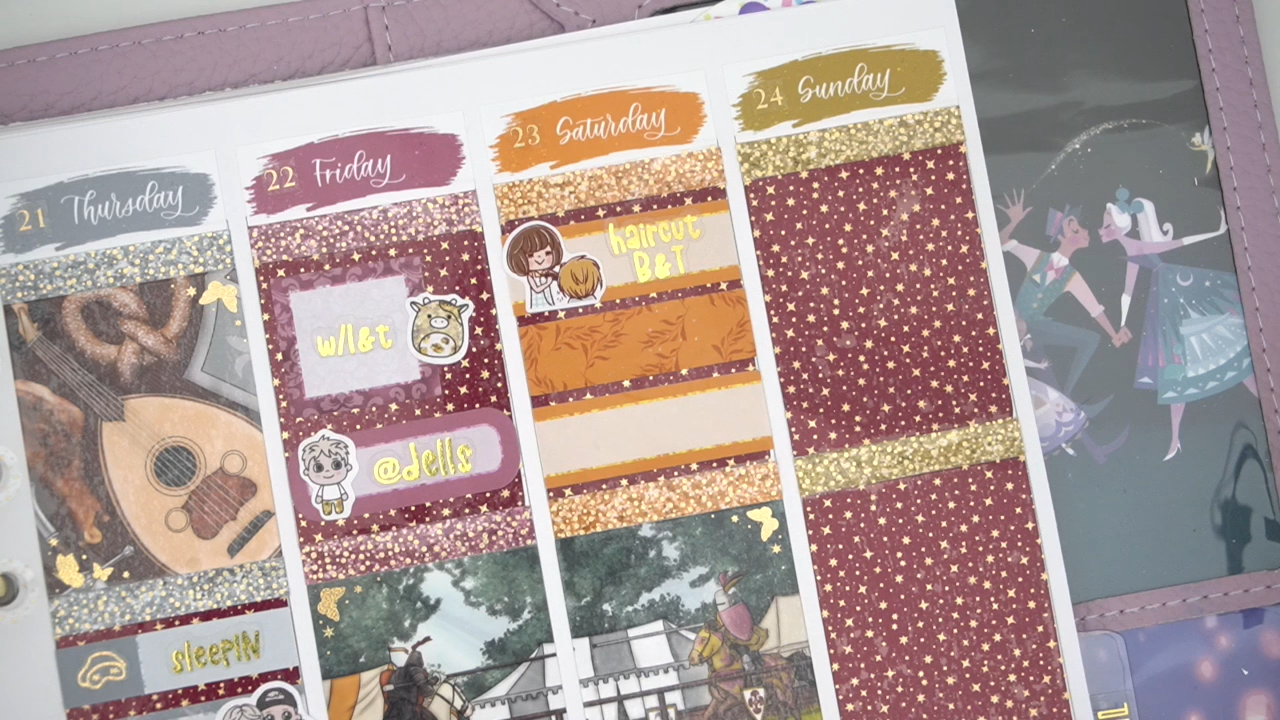 21 Thursday
sleepin
22 Friday
w/l&t
@dells
23 Saturday
haircut
B&T
24 Sunday